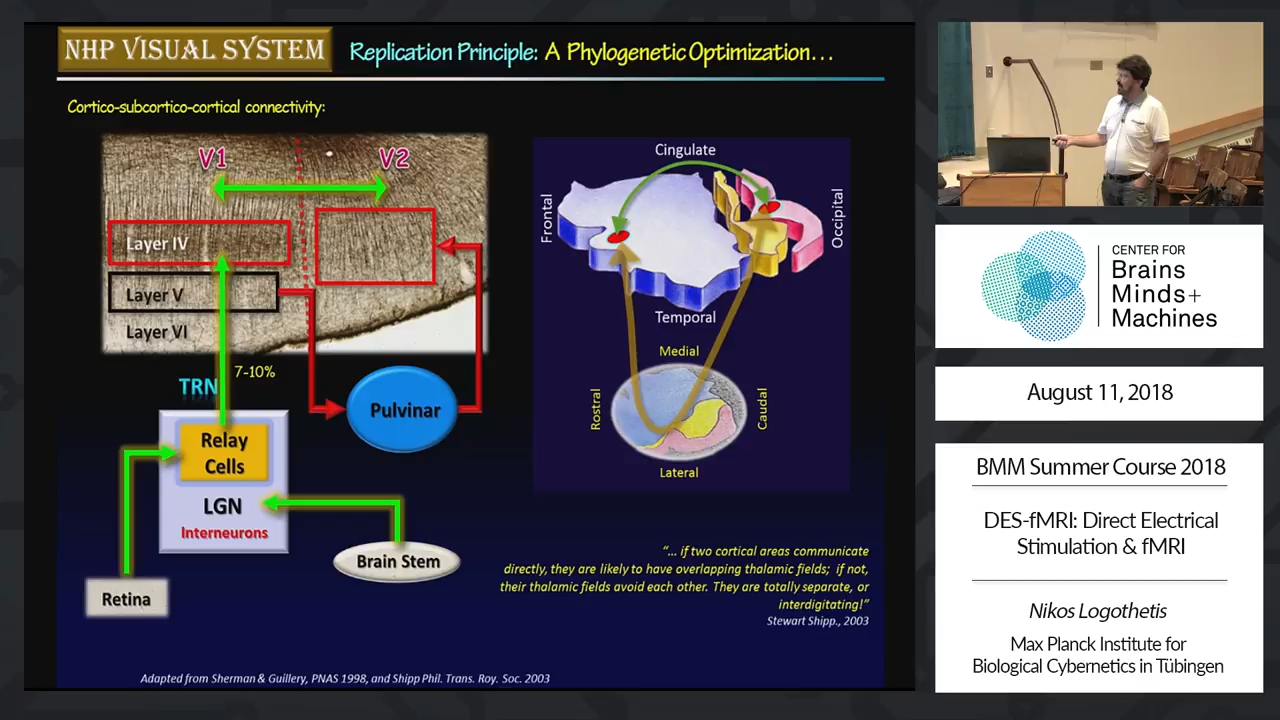 NHP VISUAL SYSTEM
Replication Principle: A Phylogenetic Optimization...
Cortico-subcortico-cortical connectivity:
V1
V2
Layer IV
Layer V
Layer VI
TRN
7-10%
Pulvinar
Relay
Cells
LGN
Interneurons
Brain Stem
Retina
Cingulate
Frontal
Occipital
Temporal
Medial
Rostral
Caudal
Lateral
"... if two cortical areas communicate
directly, they are likely to have overlapping thalamic fields; if not,
their thalamic fields avoid each other. They are totally separate, or
interdigitating!"
Stewart Shipp., 2003
Adapted from Sherman & Guillery, PNAS 1998, and Shipp Phil. Trans. Roy. Soc. 2003
CENTER FOR
Brains
Minds+
Machines
August 11, 2018
BMM Summer Course 2018
DES-fMRI: Direct Electrical
Stimulation & fMRI
Nikos Logothetis
Max Planck Institute for
Biological Cybernetics in Tübingen